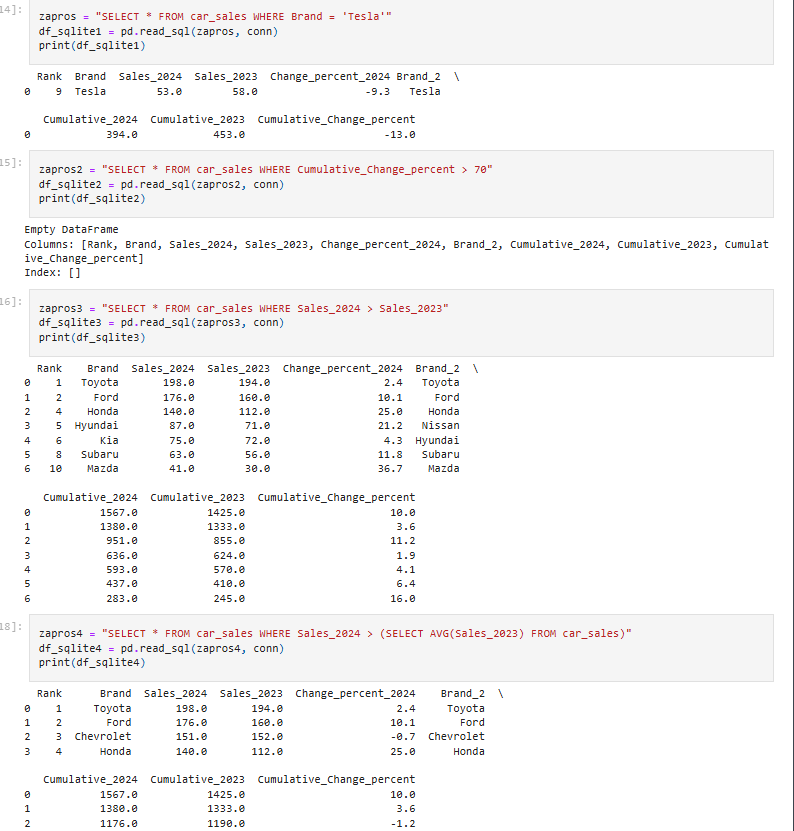 14]:
zapros = "SELECT * FROM car_sales WHERE Brand = 'Tesla'"
df_sqlite1 = pd.read_sql(zapros, conn)
print(df_sqlite1)
Rank Brand Sales_2024 Sales_2023 Change_percent_2024 Brand_2 \
0 9 Tesla 53.0 58.0 -9.3 Tesla
Cumulative_2024 Cumulative_2023 Cumulative_Change_percent
0 394.0 453.0 -13.0
15]:
zapros2 = "SELECT * FROM car_sales WHERE Cumulative_Change_percent > 70"
df_sqlite2 = pd.read_sql(zapros2, conn)
print(df_sqlite2)
Empty DataFrame
Columns: [Rank, Brand, Sales_2024, Sales_2023, Change_percent_2024, Brand_2, Cumulative_2024, Cumulative_2023, Cumulat
ive_Change_percent]
Index: []
16]:
zapros3 = "SELECT * FROM car_sales WHERE Sales_2024 > Sales_2023"
df_sqlite3 = pd.read_sql(zapros3, conn)
print(df_sqlite3)
Rank Brand Sales_2024 Sales_2023 Change_percent_2024 Brand_2 \
0 1 Toyota 198.0 194.0 2.4 Toyota
1 2 Ford 176.0 160.0 10.1 Ford
2 4 Honda 140.0 112.0 25.0 Honda
3 5 Hyundai 87.0 71.0 21.2 Nissan
4 6 Kia 75.0 72.0 4.3 Hyundai
5 8 Subaru 63.0 56.0 11.8 Subaru
6 10 Mazda 41.0 30.0 36.7 Mazda
Cumulative_2024 Cumulative_2023 Cumulative_Change_percent
0 1567.0 1425.0 10.0
1 1380.0 1333.0 3.6
2 951.0 855.0 11.2
3 636.0 624.0 1.9
4 593.0 570.0 4.1
5 437.0 410.0 6.4
6 283.0 245.0 16.0
18]:
zapros4 = "SELECT * FROM car_sales WHERE Sales_2024 > (SELECT AVG(Sales_2023) FROM car_sales)"
df_sqlite4 = pd.read_sql(zapros4, conn)
print(df_sqlite4)
Rank Brand Sales_2024 Sales_2023 Change_percent_2024 Brand_2 \
0 1 Toyota 198.0 194.0 2.4 Toyota
1 2 Ford 176.0 160.0 10.1 Ford
2 3 Chevrolet 151.0 152.0 -0.7 Chevrolet
3 4 Honda 140.0 112.0 25.0 Honda
Cumulative_2024 Cumulative_2023 Cumulative_Change_percent
0 1567.0 1425.0 10.0
1 1380.0 1333.0 3.6
2 1176.0 1190.0 -1.2